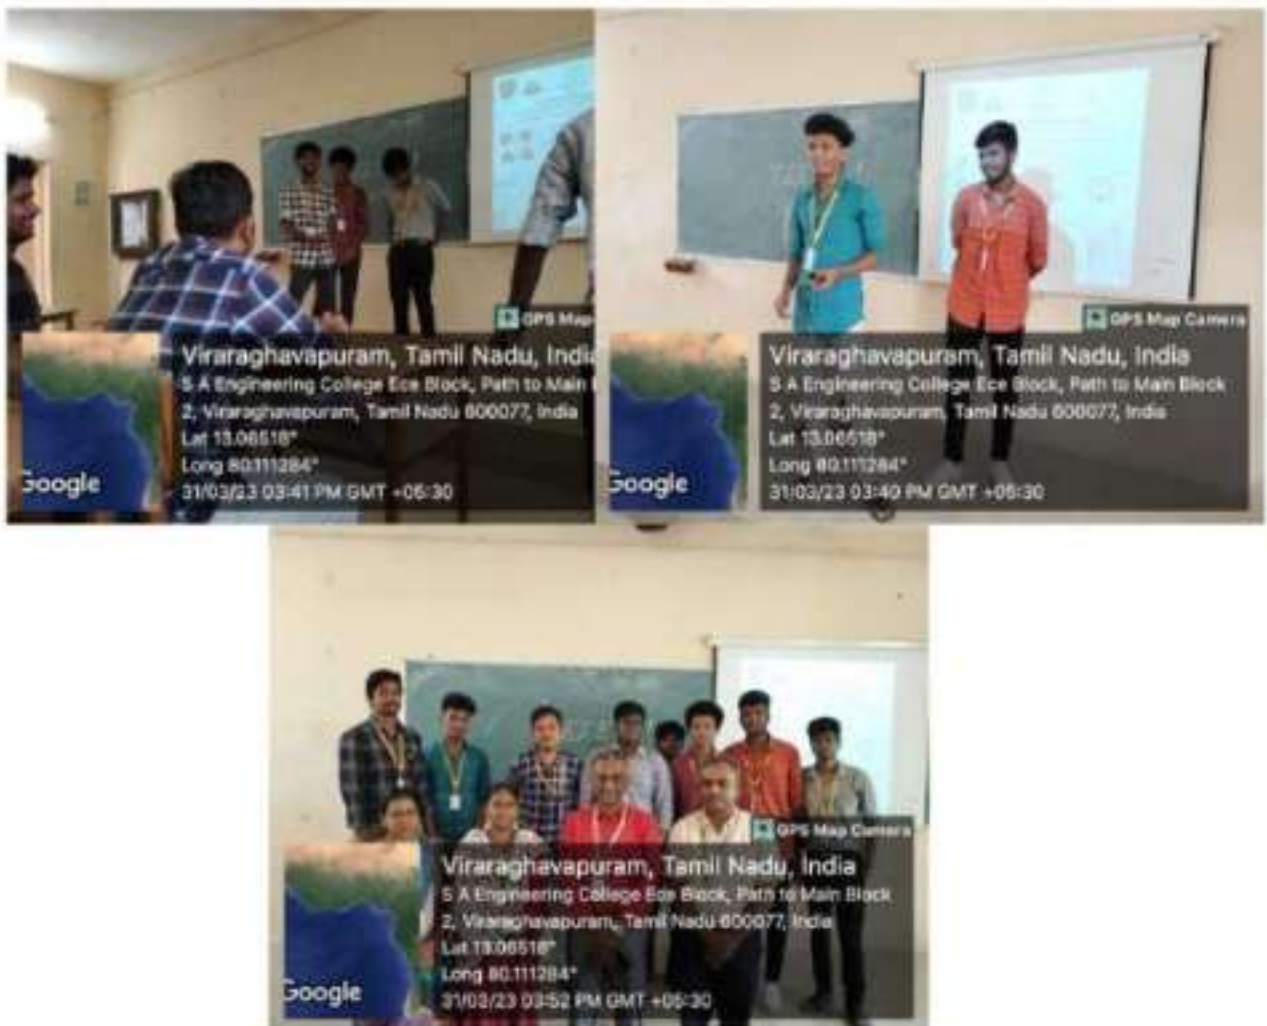 GPS Map
Viraraghavapuram, Tamil Nadu, India
S A Engineering College Ece Block, Path to Main
2, Viraraghavapuram, Tamil Nadu 600077, India
Lat 13.06518°
Long 80.111284°
31/03/23 03:41 PM GMT +05:30
Google
GPS Map Camera
Viraraghavapuram, Tamil Nadu, India
S A Engineering College Ece Block, Path to Main Block
2, Viraraghavapuram, Tamil Nadu 600077, India
Lat 13.06518°
Long 80.111284°
31/03/23 03:40 PM GMT +05:30
Google
GPS Map Camera
Viraraghavapuram, Tamil Nadu, India
S A Engineering College Ece Block, Path to Main Block
2, Viraraghavapuram, Tamil Nadu 600077, India
Lat 13.06518°
Long 80.111284°
31/03/23 03:52 PM GMT +05:30
Google